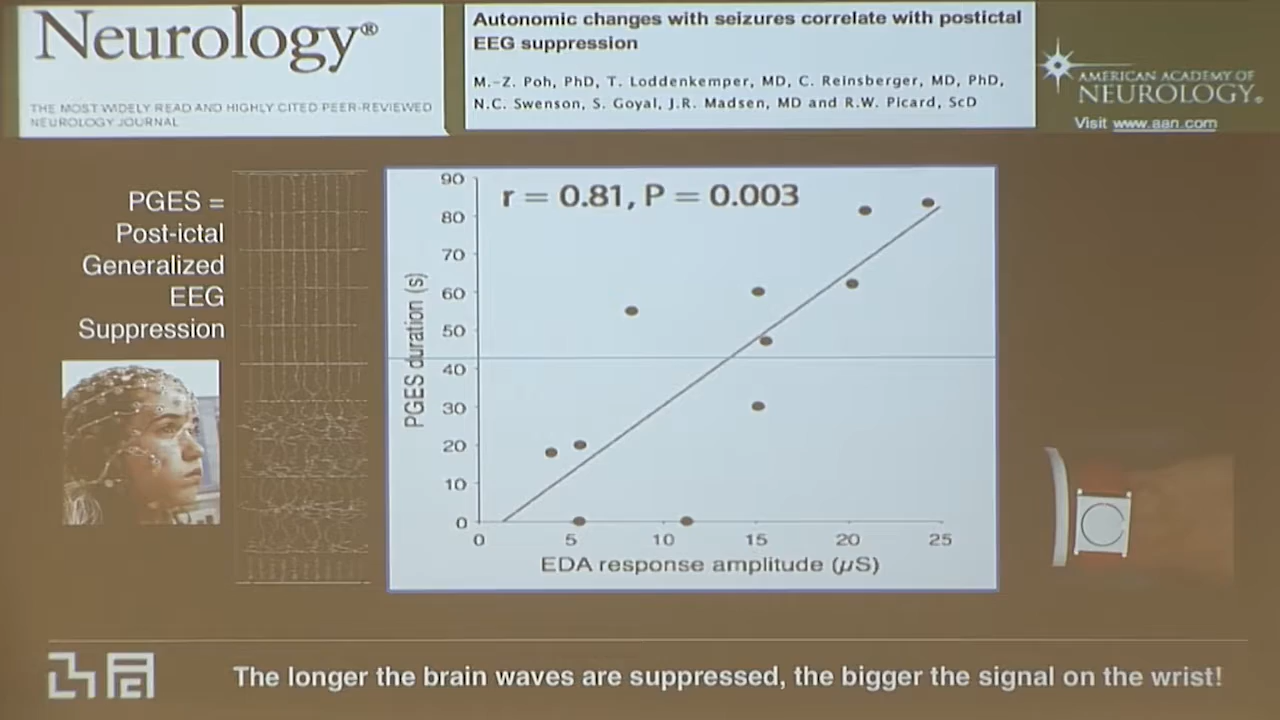 Neurology®
THE MOST WIDELY READ AND HIGHLY CITED PEER-REVIEWED
NEUROLOGY JOURNAL
Autonomic changes with seizures correlate with postictal
EEG suppression
M.-Z. Poh, PhD, T. Loddenkemper, MD, C. Reinsberger, MD, PhD,
N.C. Swenson, S. Goyal, J.R. Madsen, MD and R.W. Picard, ScD
AMERICAN ACADEMY OF
NEUROLOGY®
Visit www.aan.com
PGES =
Post-ictal
Generalized
EEG
Suppression
r = 0.81, P = 0.003
PGES duration (s)
90
80
70
60
50
40
30
20
10
0
0 5 10 15 20 25
EDA response amplitude (µS)
The longer the brain waves are suppressed, the bigger the signal on the wrist!